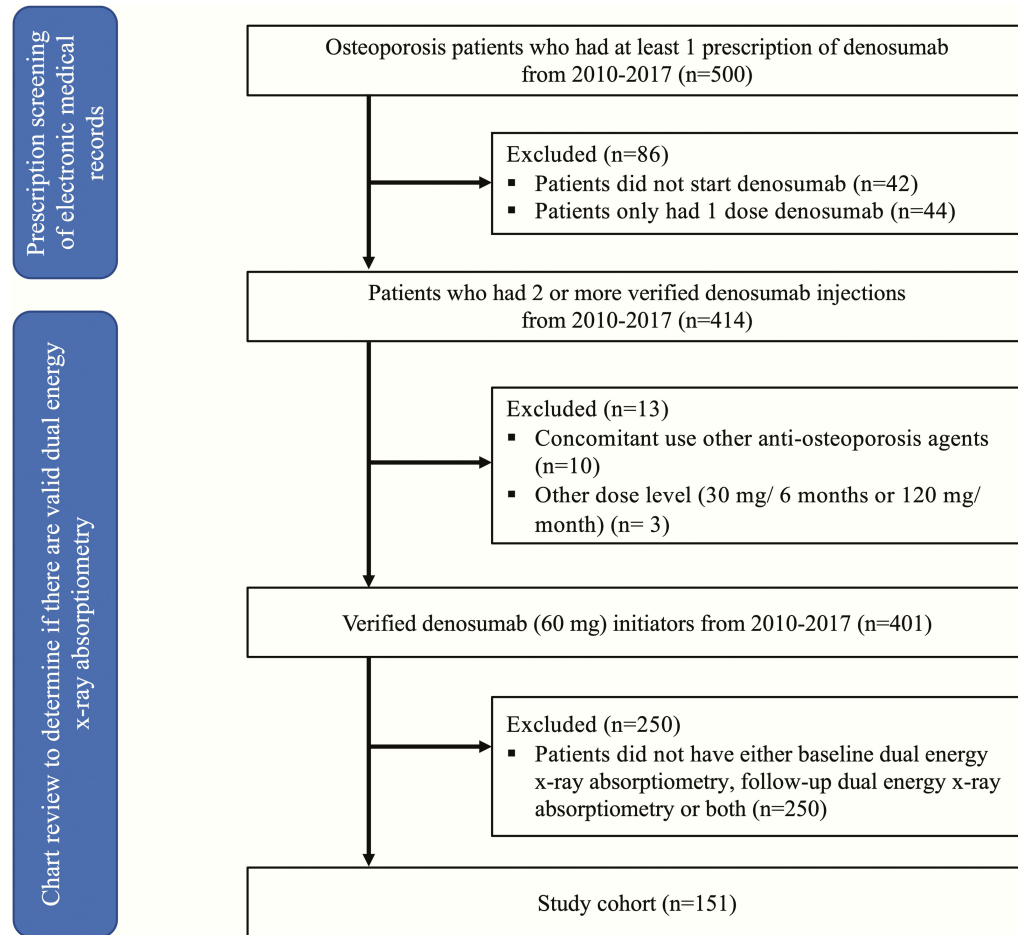 Prescription screening
of electronic medical
records
Osteoporosis patients who had at least 1 prescription of denosumab
from 2010-2017 (n=500)
Excluded (n=86)
▪ Patients did not start denosumab (n=42)
▪ Patients only had 1 dose denosumab (n=44)
Patients who had 2 or more verified denosumab injections
from 2010-2017 (n=414)
Chart review to determine if there are valid dual energy
x-ray absorptiometry
Excluded (n=13)
▪ Concomitant use other anti-osteoporosis agents
(n=10)
▪ Other dose level (30 mg/ 6 months or 120 mg/
month) (n= 3)
Verified denosumab (60 mg) initiators from 2010-2017 (n=401)
Excluded (n=250)
▪ Patients did not have either baseline dual energy
x-ray absorptiometry, follow-up dual energy x-ray
absorptiometry or both (n=250)
Study cohort (n=151)